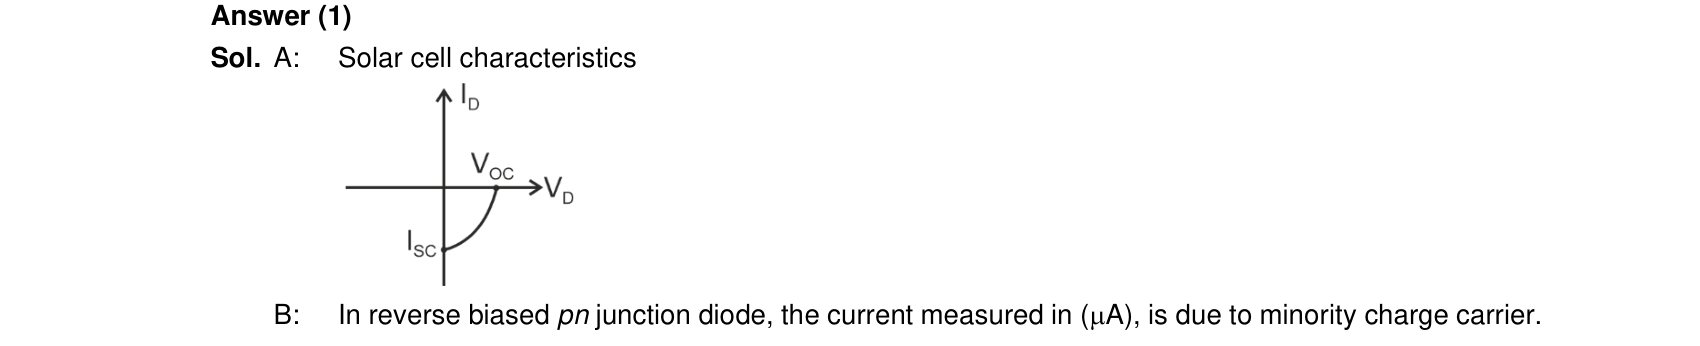 Answer (1)
Sol. A: Solar cell characteristics
I_D
V_OC
V_D
I_SC
B: In reverse biased pn junction diode, the current measured in (μA), is due to minority charge carrier.